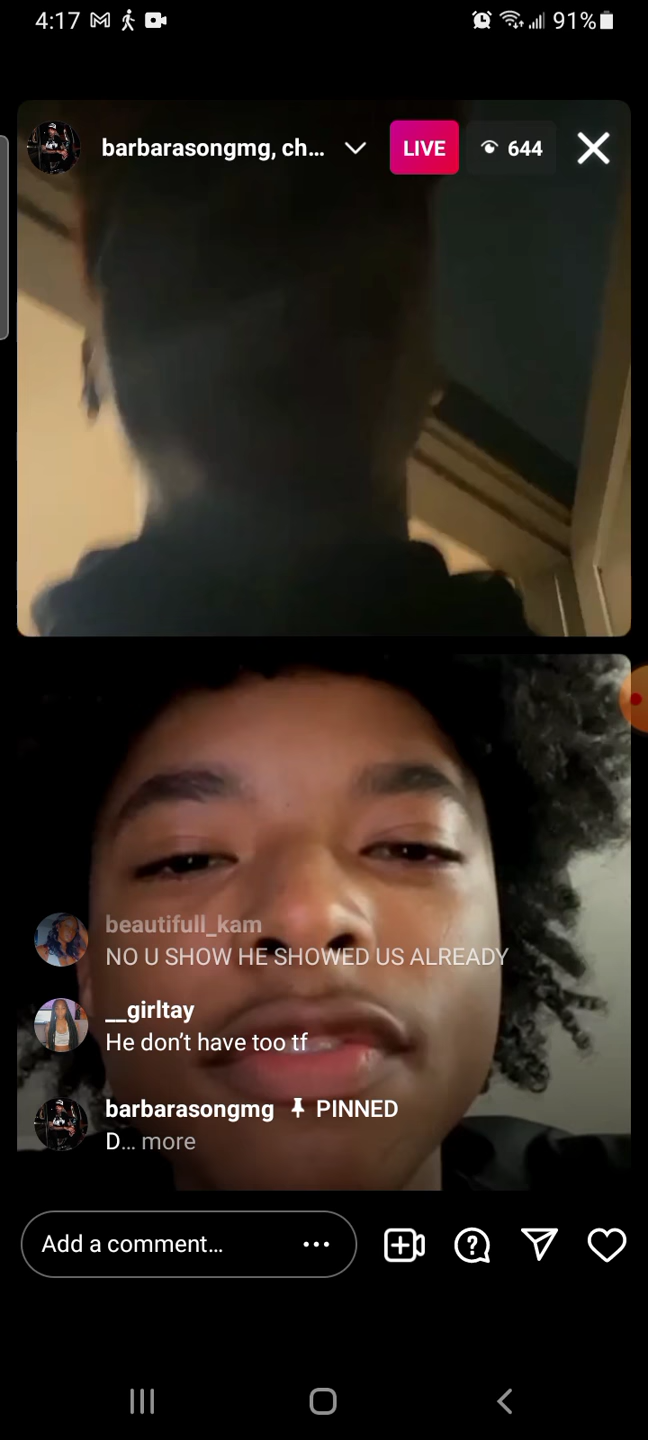 4:17
91%
barbarasongmg, ch...
LIVE
644
beautifull_kam
NO U SHOW HE SHOWED US ALREADY
__girltay
He don’t have too tf
barbarasongmg PINNED
D... more
Add a comment...